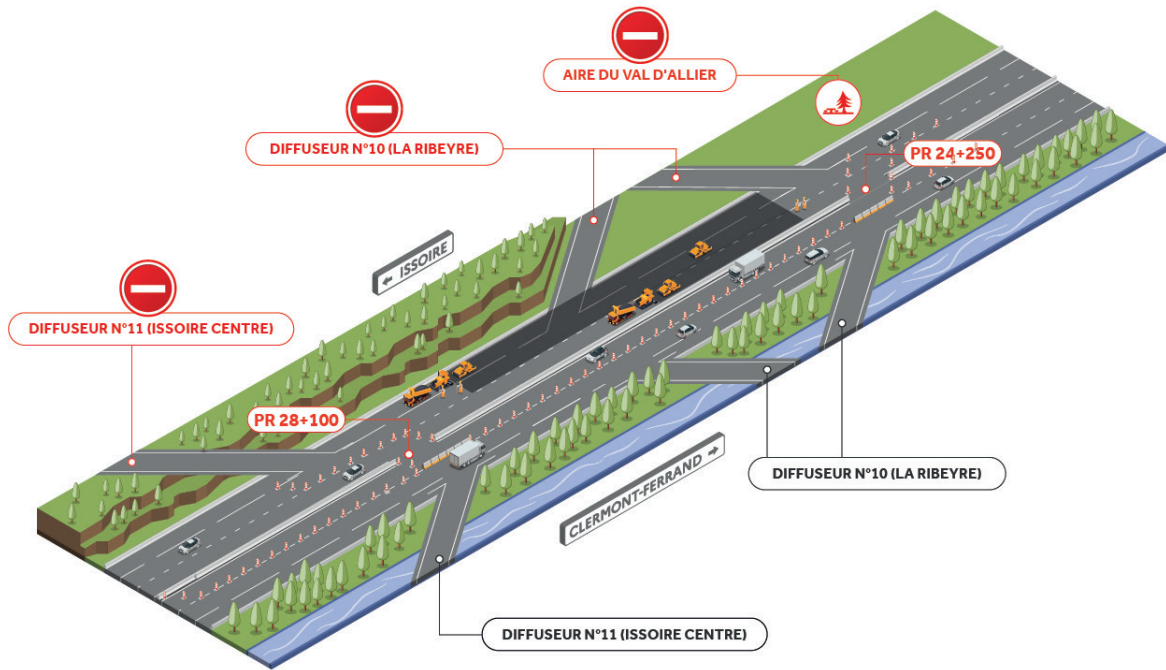 AIRE DU VAL D'ALLIER
DIFFUSEUR N°10 (LA RIBEYRE)
PR 24+250
← ISSOIRE
DIFFUSEUR N°11 (ISSOIRE CENTRE)
PR 28+100
DIFFUSEUR N°10 (LA RIBEYRE)
CLERMONT-FERRAND →
DIFFUSEUR N°11 (ISSOIRE CENTRE)